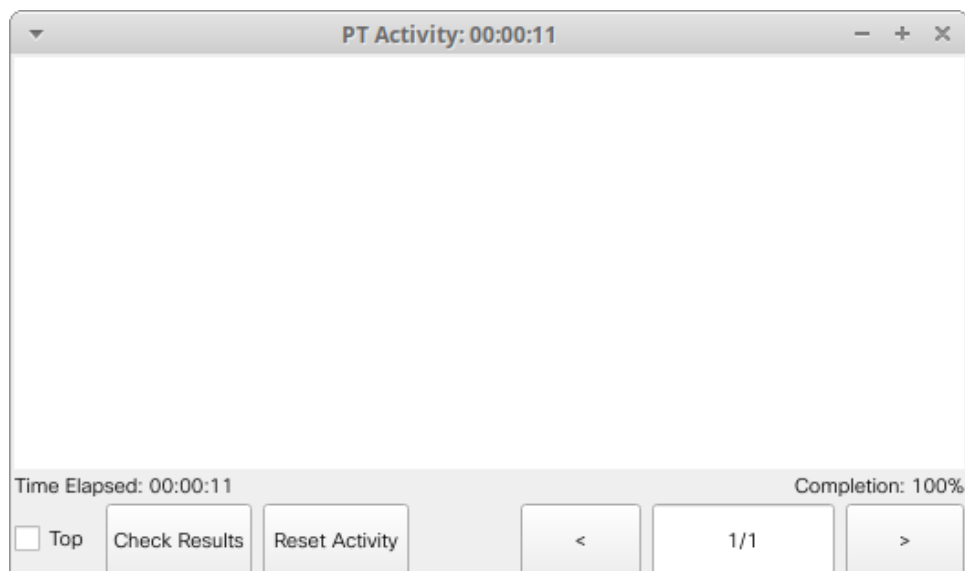 PT Activity: 00:00:11
Time Elapsed: 00:00:11
Completion: 100%
Top
Check Results
Reset Activity
<
1/1
>